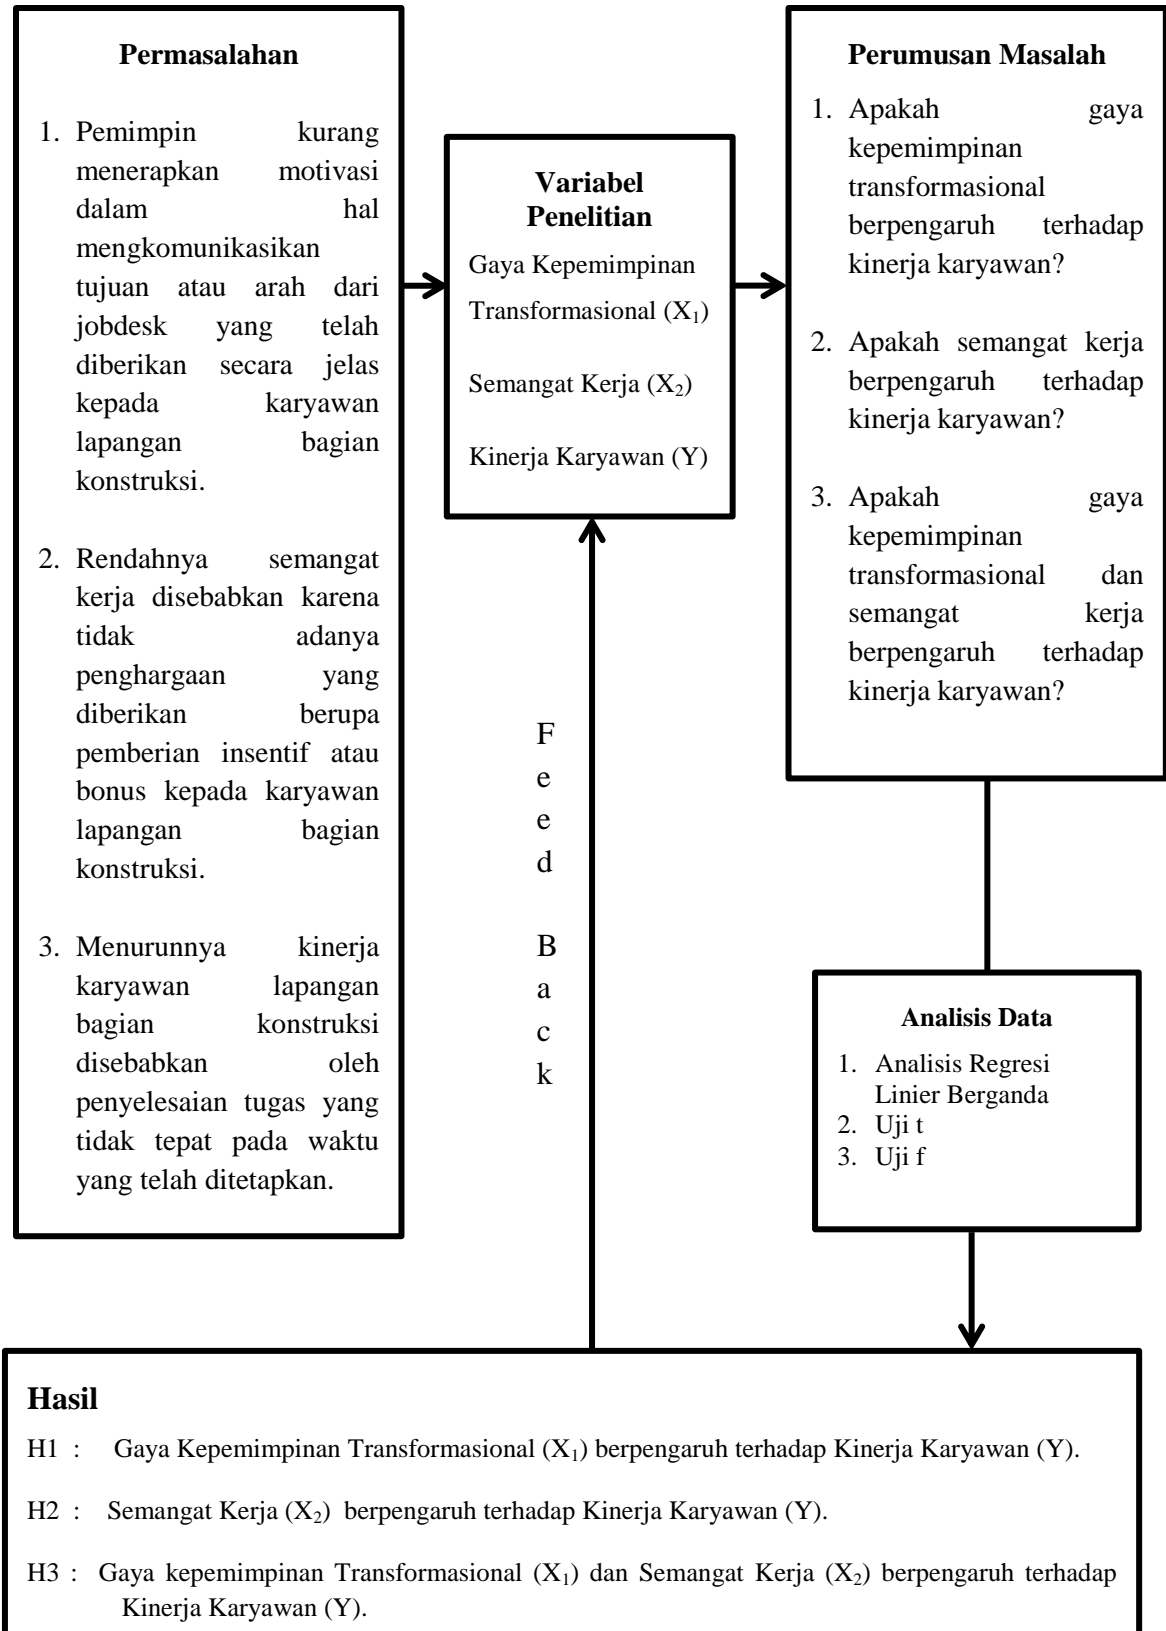 Permasalahan
1. Pemimpin kurang
menerapkan motivasi
dalam hal
mengkomunikasikan
tujuan atau arah dari
jobdesk yang telah
diberikan secara jelas
kepada karyawan
lapangan bagian
konstruksi.
2. Rendahnya semangat
kerja disebabkan karena
tidak adanya
penghargaan yang
diberikan berupa
pemberian insentif atau
bonus kepada karyawan
lapangan bagian
konstruksi.
3. Menurunnya kinerja
karyawan lapangan
bagian konstruksi
disebabkan oleh
penyelesaian tugas yang
tidak tepat pada waktu
yang telah ditetapkan.
Variabel
Penelitian
Gaya Kepemimpinan
Transformasional (X₁)
Semangat Kerja (X₂)
Kinerja Karyawan (Y)
Perumusan Masalah
1. Apakah gaya
kepemimpinan
transformasional
berpengaruh terhadap
kinerja karyawan?
2. Apakah semangat kerja
berpengaruh terhadap
kinerja karyawan?
3. Apakah gaya
kepemimpinan
transformasional dan
semangat kerja
berpengaruh terhadap
kinerja karyawan?
F
e
e
d
B
a
c
k
Analisis Data
1. Analisis Regresi
Linier Berganda
2. Uji t
3. Uji f
Hasil
H1 : Gaya Kepemimpinan Transformasional (X₁) berpengaruh terhadap Kinerja Karyawan (Y).
H2 : Semangat Kerja (X₂) berpengaruh terhadap Kinerja Karyawan (Y).
H3 : Gaya kepemimpinan Transformasional (X₁) dan Semangat Kerja (X₂) berpengaruh terhadap
Kinerja Karyawan (Y).